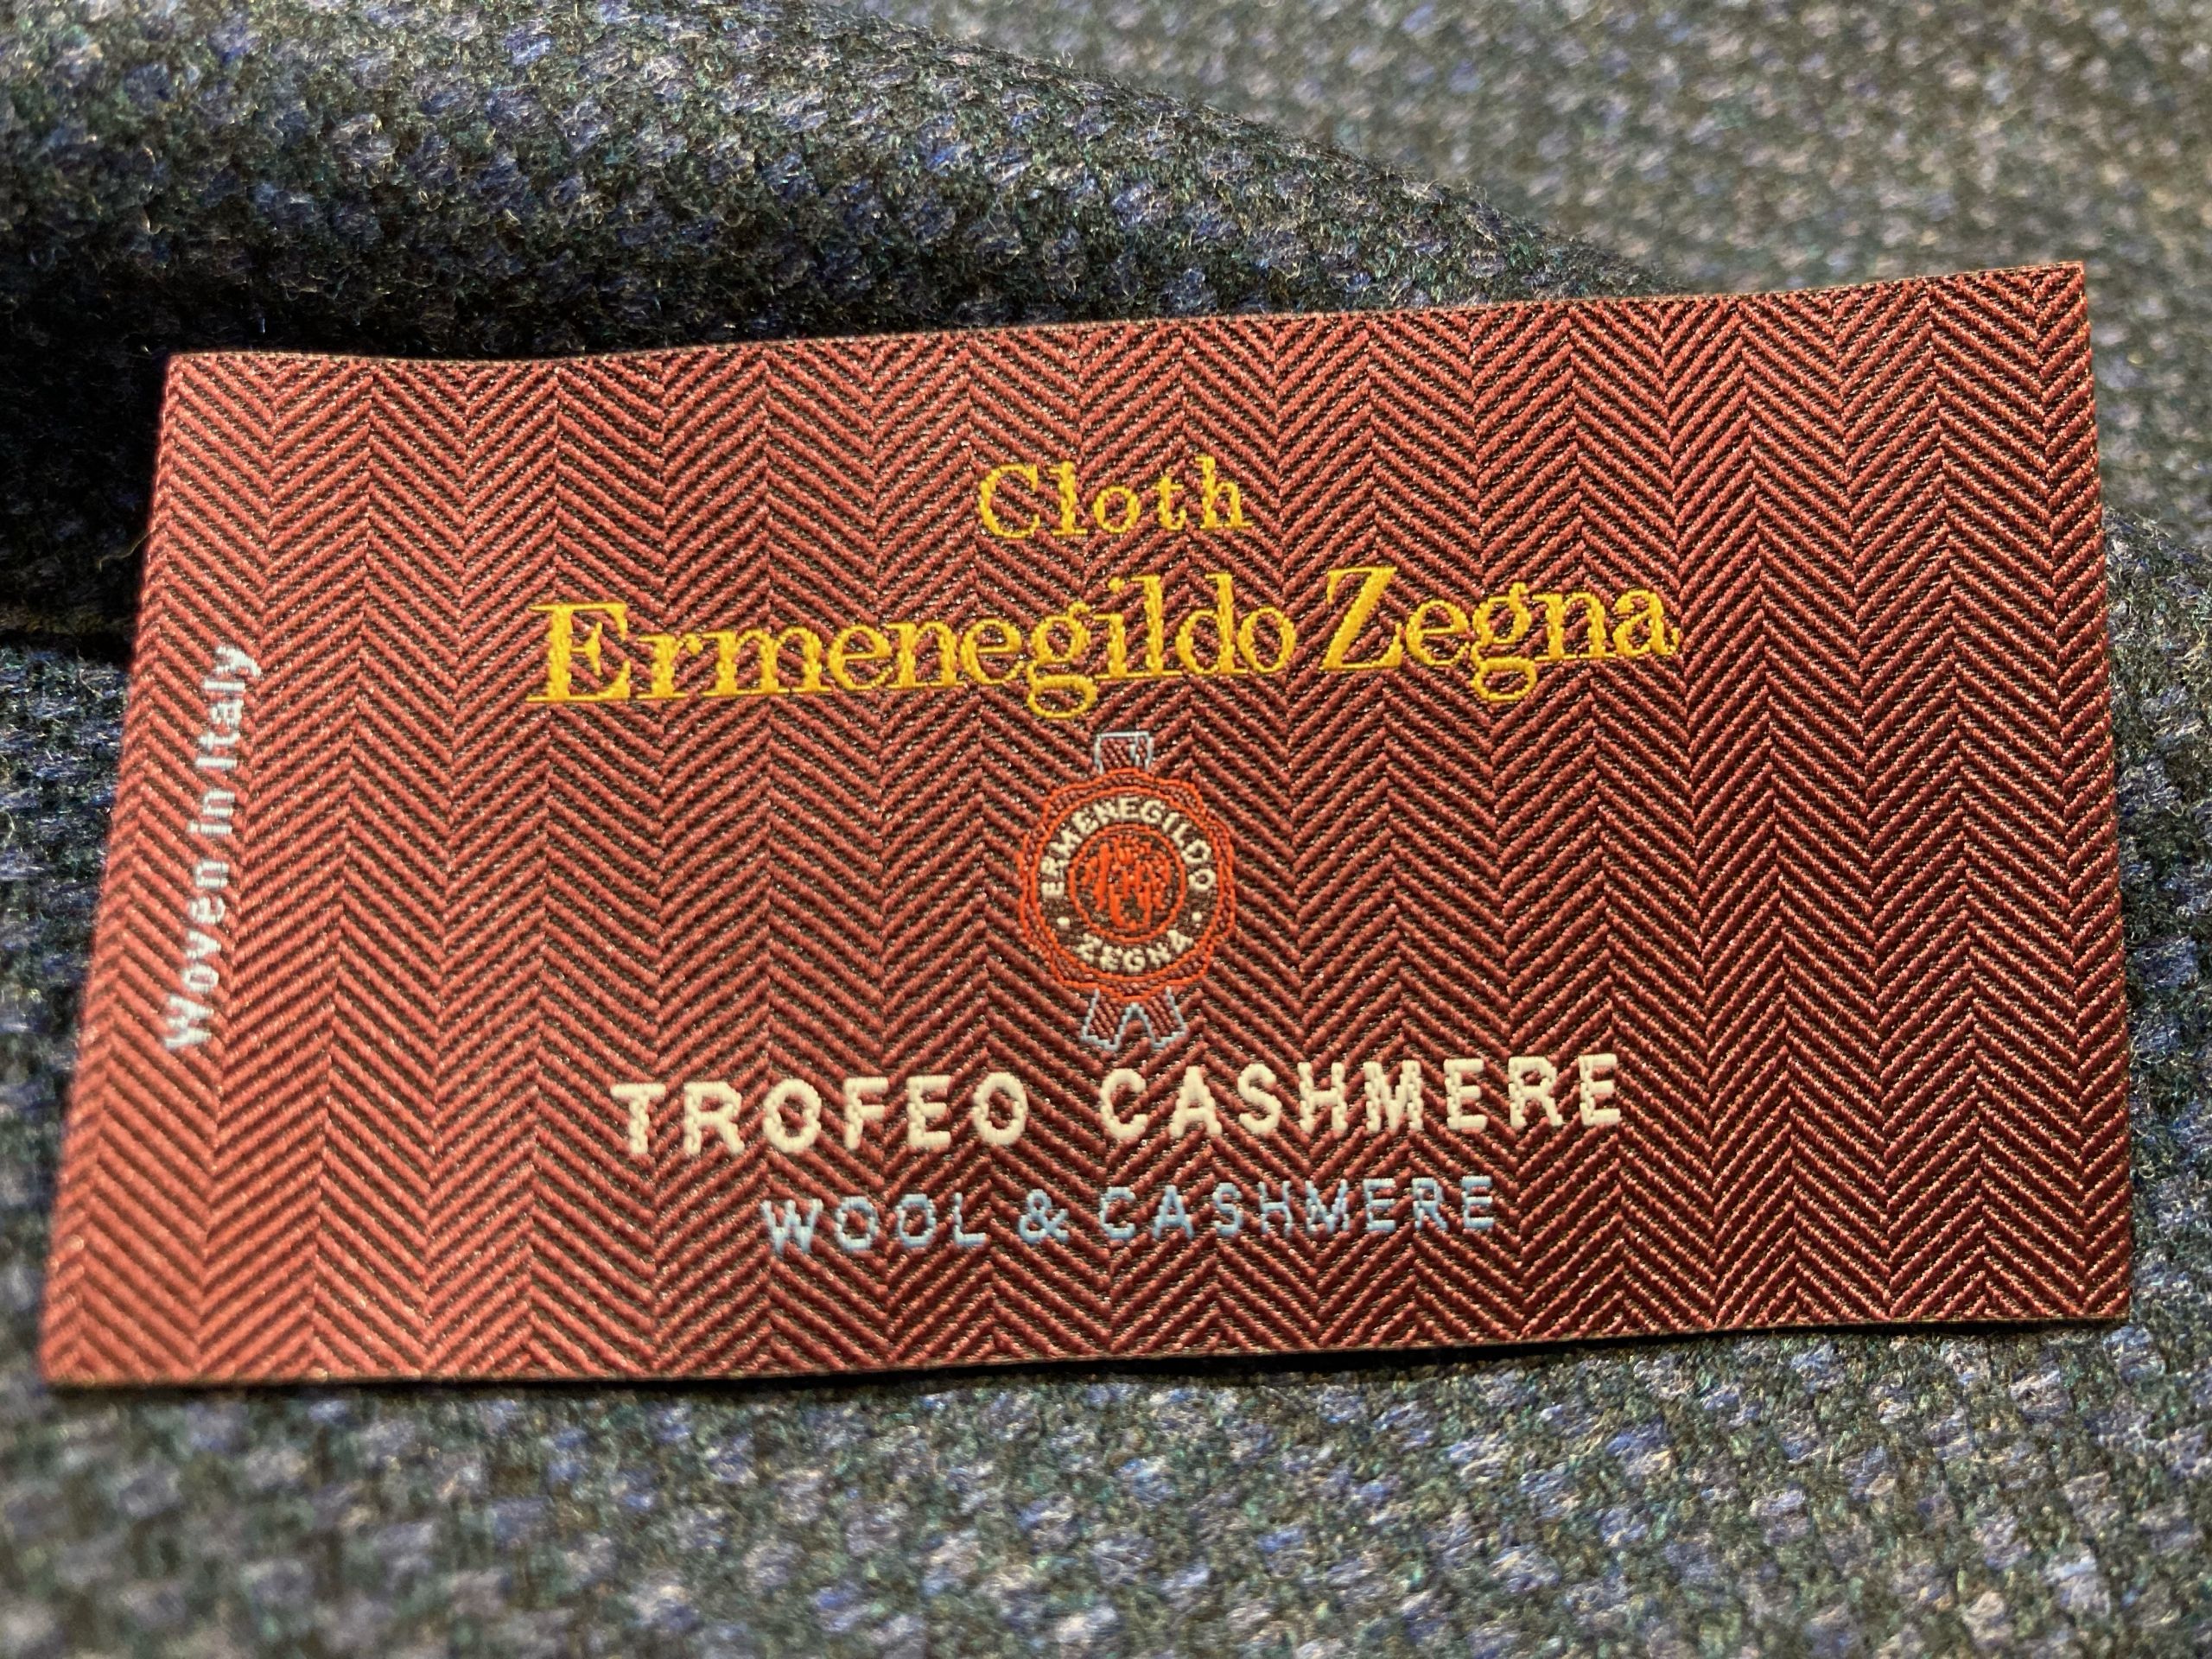 Cloth
Ermenegildo Zegna
ERMENEGILDO
ZEGNA
TROFEO CASHMERE
WOOL & CASHMERE
Woven in Italy